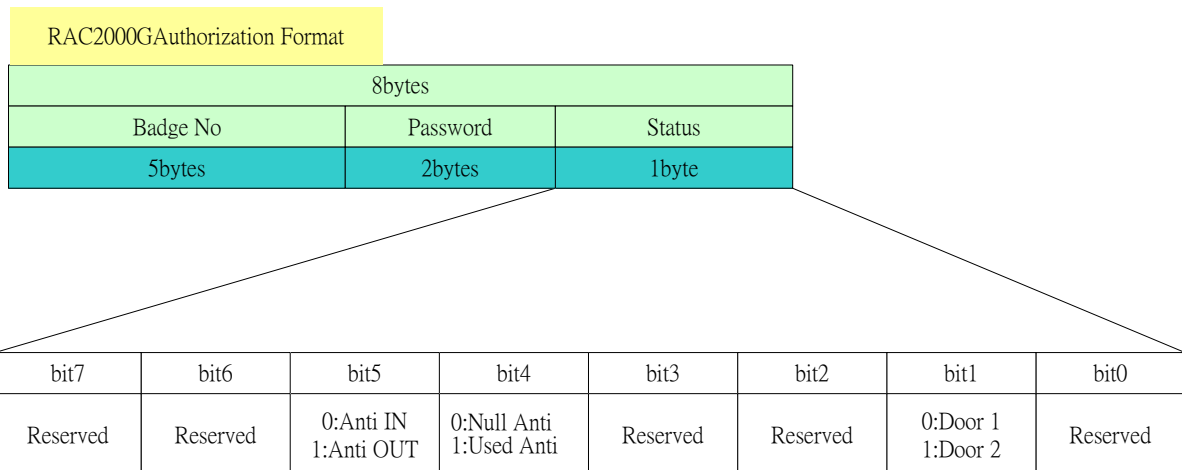 RAC2000GAuthorization Format
8bytes
Badge No Password Status
5bytes 2bytes 1byte
bit7 bit6 bit5 bit4 bit3 bit2 bit1 bit0
Reserved Reserved 0:Anti IN 0:Null Anti Reserved Reserved 0:Door 1 Reserved
1:Anti OUT 1:Used Anti 1:Door 2